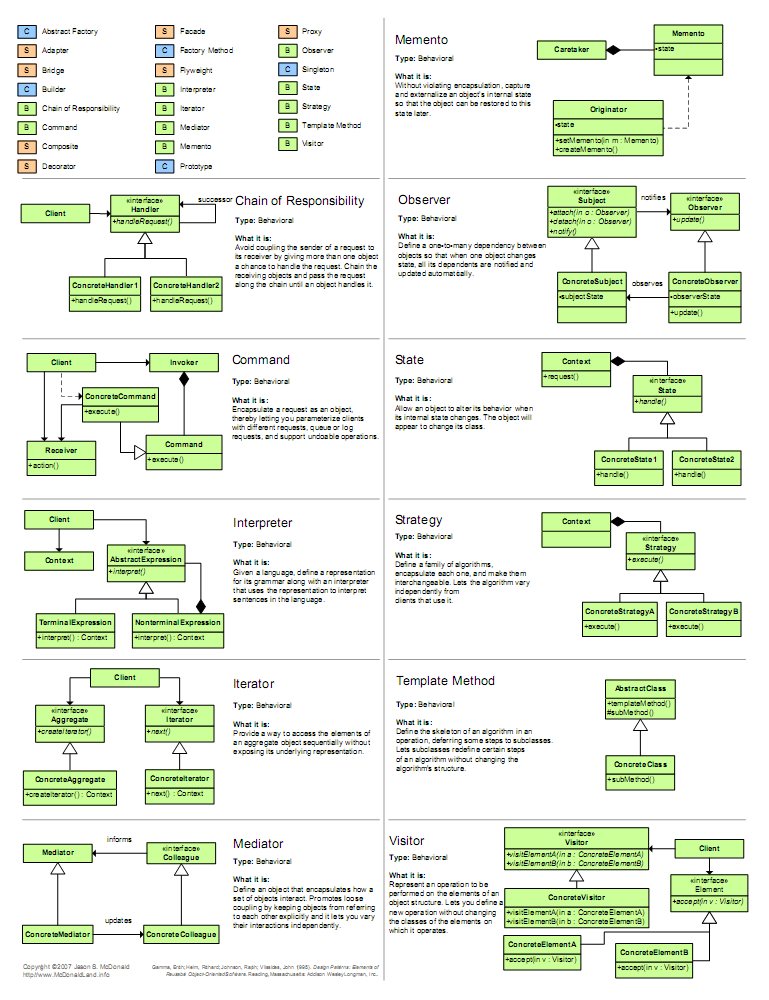 C Abstract Factory
S Adapter
S Bridge
C Builder
B Chain of Responsibility
B Command
S Composite
S Decorator
S Facade
C Factory Method
S Flyweight
B Interpreter
B Iterator
B Mediator
B Memento
C Prototype
S Proxy
B Observer
C Singleton
B State
B Strategy
B Template Method
B Visitor
Memento
Type: Behavioral
What it is:
Without violating encapsulation, capture
and externalize an object's internal state
so that the object can be restored to this
state later.
Caretaker
Memento
-state
Originator
-state
+setMemento(in m : Memento)
+createMemento()
Client
«interface»
Handler
+handleRequest()
successor
ConcreteHandler1
+handleRequest()
ConcreteHandler2
+handleRequest()
Chain of Responsibility
Type: Behavioral
What it is:
Avoid coupling the sender of a request to
its receiver by giving more than one object
a chance to handle the request. Chain the
receiving objects and pass the request
along the chain until an object handles it.
Observer
Type: Behavioral
What it is:
Define a one-to-many dependency between
objects so that when one object changes
state, all its dependents are notified and
updated automatically.
«interface»
Subject
+attach(in o : Observer)
+detach(in o : Observer)
+notify()
notifies
«interface»
Observer
+update()
ConcreteSubject
-subjectState
observes
ConcreteObserver
-observerState
+update()
Client
Invoker
ConcreteCommand
+execute()
Receiver
+action()
Command
+execute()
Command
Type: Behavioral
What it is:
Encapsulate a request as an object,
thereby letting you parameterize clients
with different requests, queue or log
requests, and support undoable operations.
State
Type: Behavioral
What it is:
Allow an object to alter its behavior when
its internal state changes. The object will
appear to change its class.
Context
+request()
«interface»
State
+handle()
ConcreteState1
+handle()
ConcreteState2
+handle()
Client
Context
«interface»
AbstractExpression
+interpret()
TerminalExpression
+interpret() : Context
NonterminalExpression
+interpret() : Context
Interpreter
Type: Behavioral
What it is:
Given a language, define a representation
for its grammar along with an interpreter
that uses the representation to interpret
sentences in the language.
Strategy
Type: Behavioral
What it is:
Define a family of algorithms,
encapsulate each one, and make them
interchangeable. Lets the algorithm vary
independently from
clients that use it.
Context
«interface»
Strategy
+execute()
ConcreteStrategyA
+execute()
ConcreteStrategyB
+execute()
Client
«interface»
Aggregate
+createIterator()
«interface»
Iterator
+next()
ConcreteAggregate
+createIterator() : Context
ConcreteIterator
+next() : Context
Iterator
Type: Behavioral
What it is:
Provide a way to access the elements of
an aggregate object sequentially without
exposing its underlying representation.
Template Method
Type: Behavioral
What it is:
Define the skeleton of an algorithm in an
operation, deferring some steps to subclasses.
Lets subclasses redefine certain steps
of an algorithm without changing the
algorithm's structure.
AbstractClass
+templateMethod()
#subMethod()
ConcreteClass
+subMethod()
Mediator
informs
«interface»
Colleague
ConcreteMediator
updates
ConcreteColleague
Mediator
Type: Behavioral
What it is:
Define an object that encapsulates how a
set of objects interact. Promotes loose
coupling by keeping objects from referring
to each other explicitly and it lets you vary
their interactions independently.
Visitor
Type: Behavioral
What it is:
Represent an operation to be
performed on the elements of an
object structure. Lets you define a
new operation without changing
the classes of the elements on
which it operates.
«interface»
Visitor
+visitElementA(in a : ConcreteElementA)
+visitElementB(in b : ConcreteElementB)
Client
ConcreteVisitor
+visitElementA(in a : ConcreteElementA)
+visitElementB(in b : ConcreteElementB)
«interface»
Element
+accept(in v : Visitor)
ConcreteElementA
+accept(in v : Visitor)
ConcreteElementB
+accept(in v : Visitor)
Copyright ©2007 Jason S. McDonald
http://www.McDonaldLand.info
Gamma, Erich; Helm, Richard; Johnson, Ralph; Vlissides, John (1995). Design Patterns: Elements of
Reusable Object-Oriented Software. Reading, Massachusetts: Addison Wesley Longman, Inc..